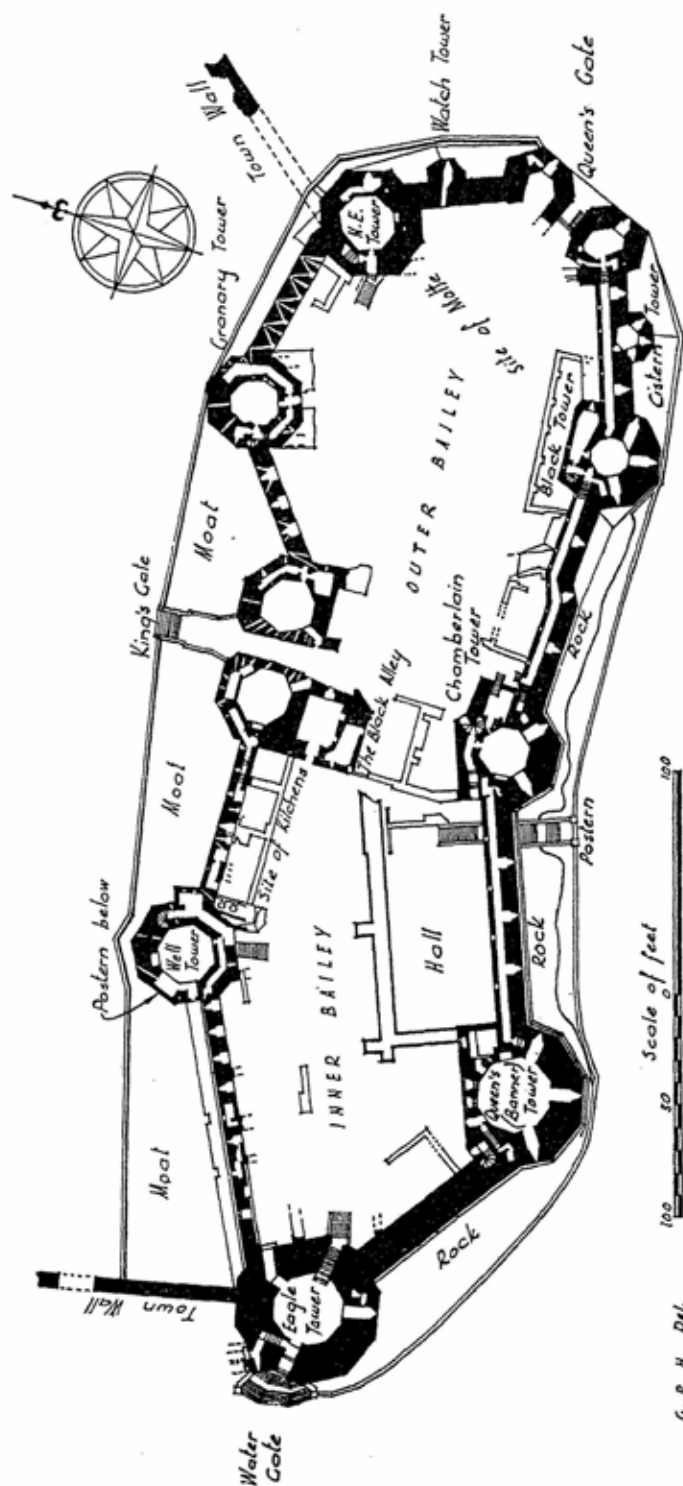 Town
Wall
Watch Tower
Queen's Gate
Granary Tower
N.E.
Tower
Site of Motte
Cistern
Tower
Black Tower
OUTER BAILEY
Moat
King's Gate
Chamberlain
Tower
Rock
The Black Alley
Moat
Site of Kitchens
Postern
Postern below
Well
Tower
Hall
INNER BAILEY
Rock
Queen's
(Banner)
Tower
Moat
Rock
Town
Wall
Eagle
Tower
Water
Gate
Scale of feet
100 50 0 100